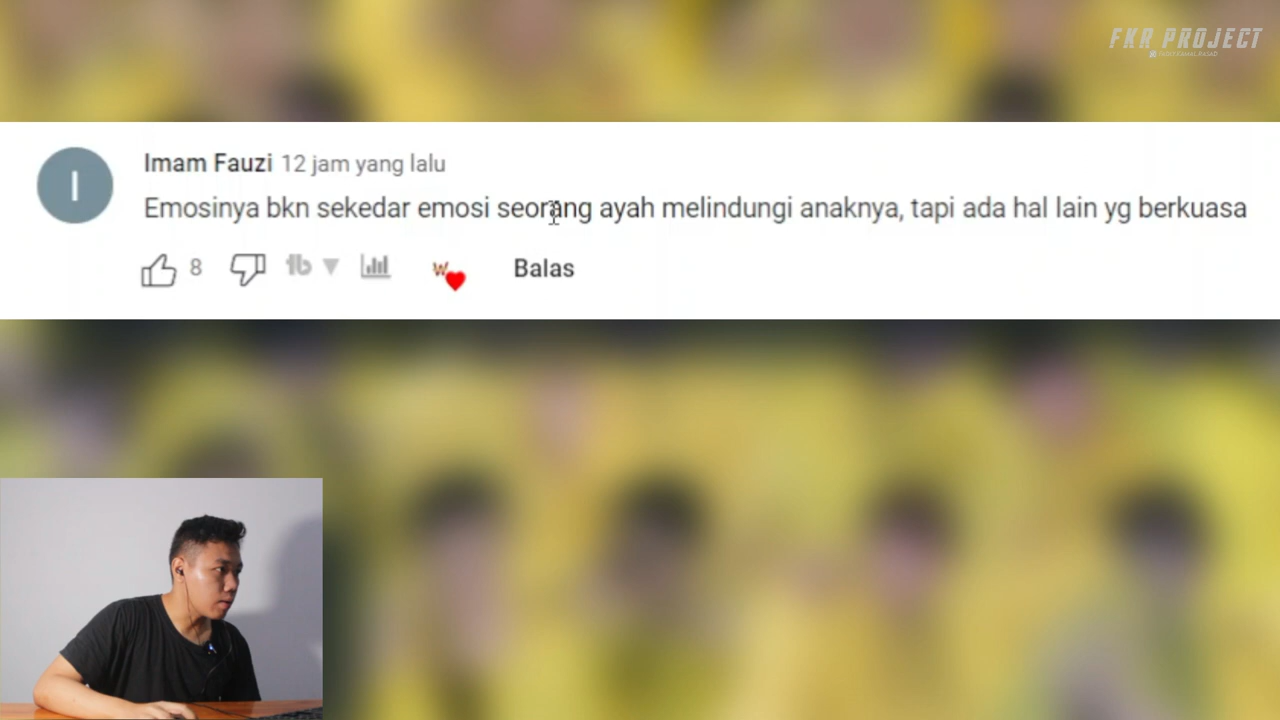 FKR PROJECT
I
Imam Fauzi 12 jam yang lalu
Emosinya bkn sekedar emosi seorang ayah melindungi anaknya, tapi ada hal lain yg berkuasa
8
tb
W
Balas